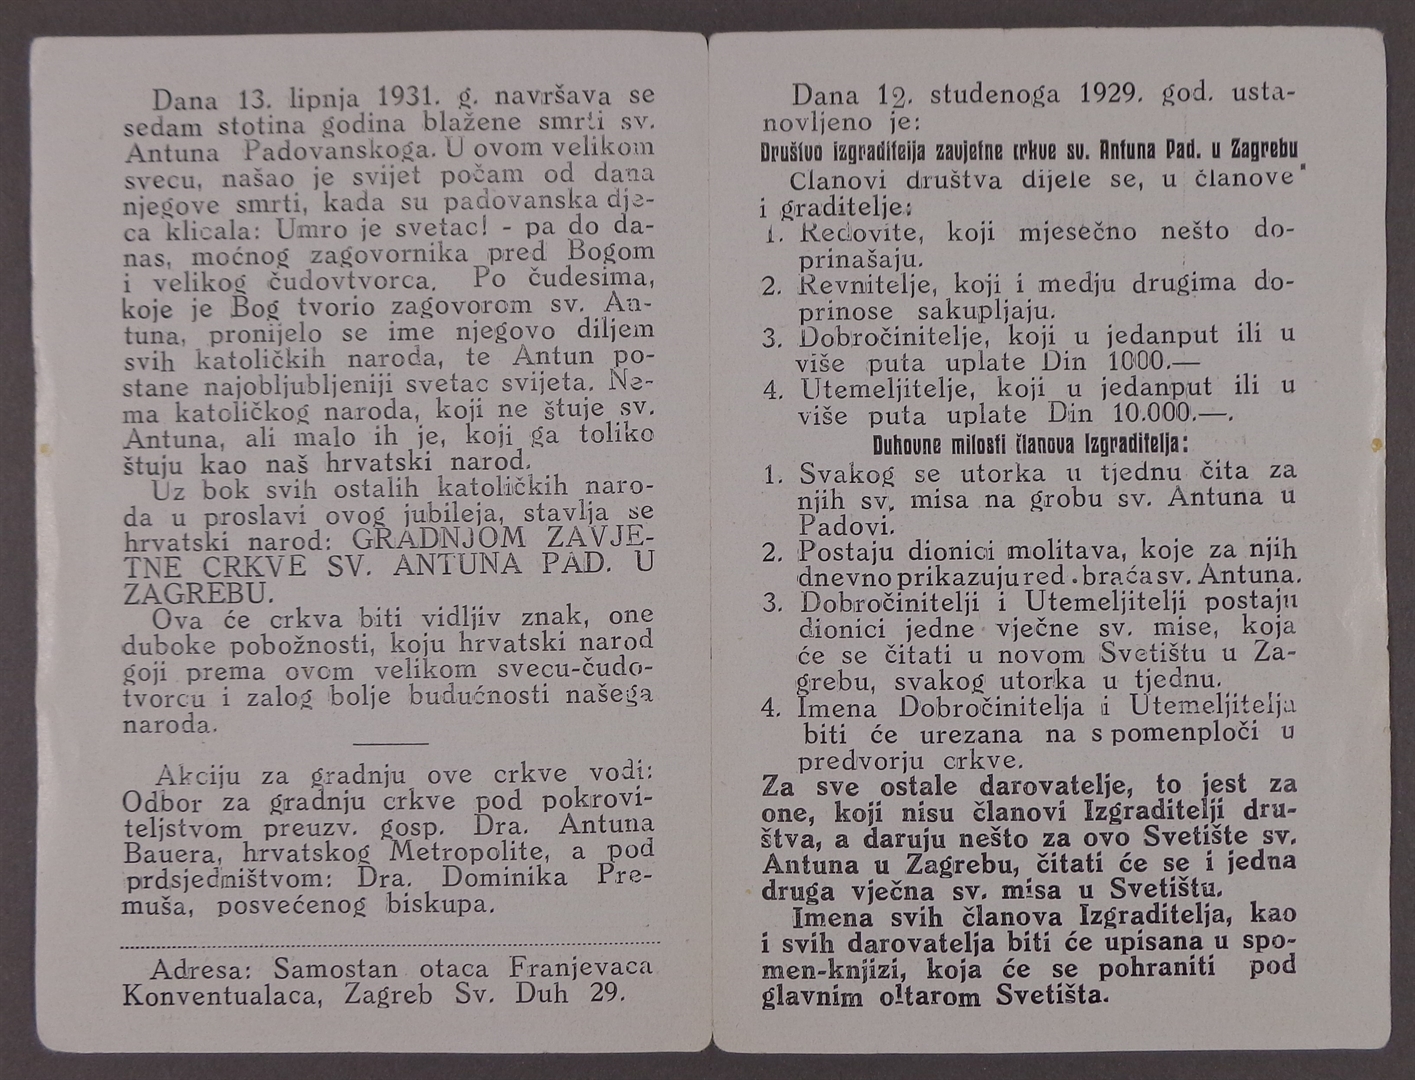 Dana 13. lipnja 1931. g. navršava se
sedam stotina godina blažene smrti sv.
Antuna Padovanskoga. U ovom velikom
svecu, našao je svijet počam od dana
njegove smrti, kada su padovanska dje-
ca klicala: Umro je svetac! - pa do da-
nas, moćnog zagovornika pred Bogom
i velikog čudovtvorca. Po čudesima,
koje je Bog tvorio zagovorom sv. An-
tuna, pronijelo se ime njegovo diljem
svih katoličkih naroda, te Antun po-
stane najobljubljeniji svetac svijeta. Ne-
ma katoličkog naroda, koji ne štuje sv.
Antuna, ali malo ih je, koji ga toliko
štuju kao naš hrvatski narod.
Uz bok svih ostalih katoličkih naro-
da u proslavi ovog jubileja, stavlja se
hrvatski narod: GRADNJOM ZAVJE-
TNE CRKVE SV. ANTUNA PAD. U
ZAGREBU.
Ova će crkva biti vidljiv znak, one
duboke pobožnosti, koju hrvatski narod
goji prema ovom velikom svecu-čudo-
tvorcu i zalog bolje budućnosti našega
naroda.
Akciju za gradnju ove crkve vodi:
Odbor za gradnju crkve pod pokrovi-
teljstvom preuzv. gosp. Dra. Antuna
Bauera, hrvatskog Metropolite, a pod
prdsjedništvom: Dra. Dominika Pre-
muša, posvećenog biskupa.
Adresa: Samostan otaca Franjevaca
Konventualaca, Zagreb Sv. Duh 29.
Dana 12. studenoga 1929. god. usta-
novljeno je:
Društvo izgraditeija zavjetne crkve sv. Antuna Pad. u Zagrebu
Clanovi društva dijele se, u članove
i graditelje:
1. Redovite, koji mjesečno nešto do-
prinašaju.
2. Revnitelje, koji i medju drugima do-
prinose sakupljaju.
3. Dobročinitelje, koji u jedanput ili u
više puta uplate Din 1000.—
4. Utemeljitelje, koji u jedanput ili u
više puta uplate Din 10.000.—.
Duhovne milosti članova Izgraditelja:
1. Svakog se utorka u tjednu čita za
njih sv. misa na grobu sv. Antuna u
Padovi.
2. Postaju dionici molitava, koje za njih
dnevno prikazuju red. braća sv. Antuna.
3. Dobročinitelji i Utemeljitelji postaju
dionici jedne vječne sv. mise, koja
će se čitati u novom Svetištu u Za-
grebu, svakog utorka u tjednu.
4. Imena Dobročinitelja i Utemeljitelja
biti će urezana na spomenploči u
predvorju crkve.
Za sve ostale darovatelje, to jest za
one, koji nisu članovi Izgraditelji dru-
štva, a daruju nešto za ovo Svetište sv.
Antuna u Zagrebu, čitati će se i jedna
druga vječna sv. misa u Svetištu.
Imena svih članova Izgraditelja, kao
i svih darovatelja biti će upisana u spo-
men-knjizi, koja će se pohraniti pod
glavnim oltarom Svetišta.